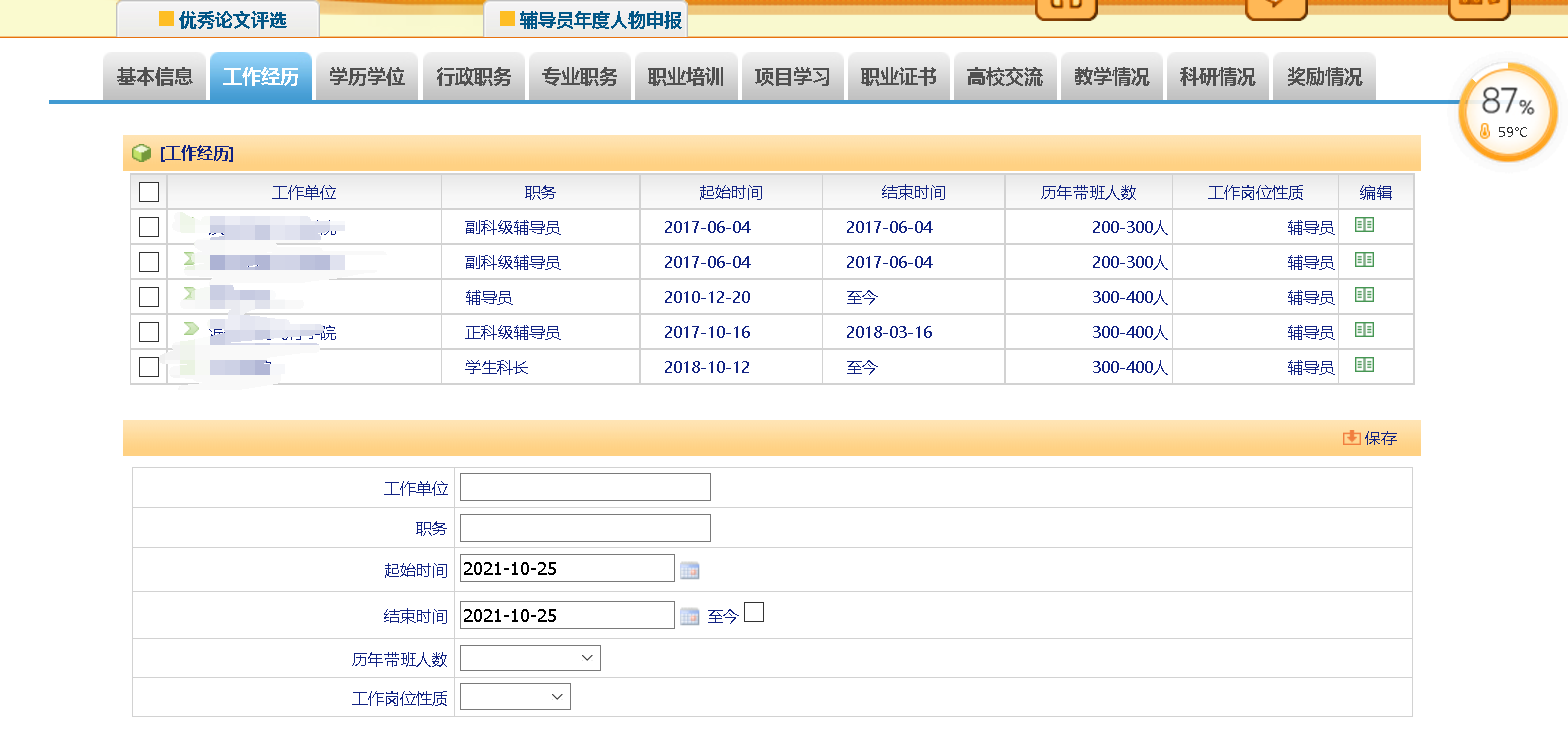 优秀论文评选 辅导员年度人物申报
基本信息 工作经历 学历学位 行政职务 专业职务 职业培训 项目学习 职业证书 高校交流 教学情况 科研情况 奖励情况
87%
59℃
[工作经历]
工作单位 职务 起始时间 结束时间 历年带班人数 工作岗位性质 编辑
院 副科级辅导员 2017-06-04 2017-06-04 200-300人 辅导员
副科级辅导员 2017-06-04 2017-06-04 200-300人 辅导员
辅导员 2010-12-20 至今 300-400人 辅导员
学院 正科级辅导员 2017-10-16 2018-03-16 300-400人 辅导员
学生科长 2018-10-12 至今 300-400人 辅导员
保存
工作单位
职务
起始时间 2021-10-25
结束时间 2021-10-25 至今
历年带班人数
工作岗位性质